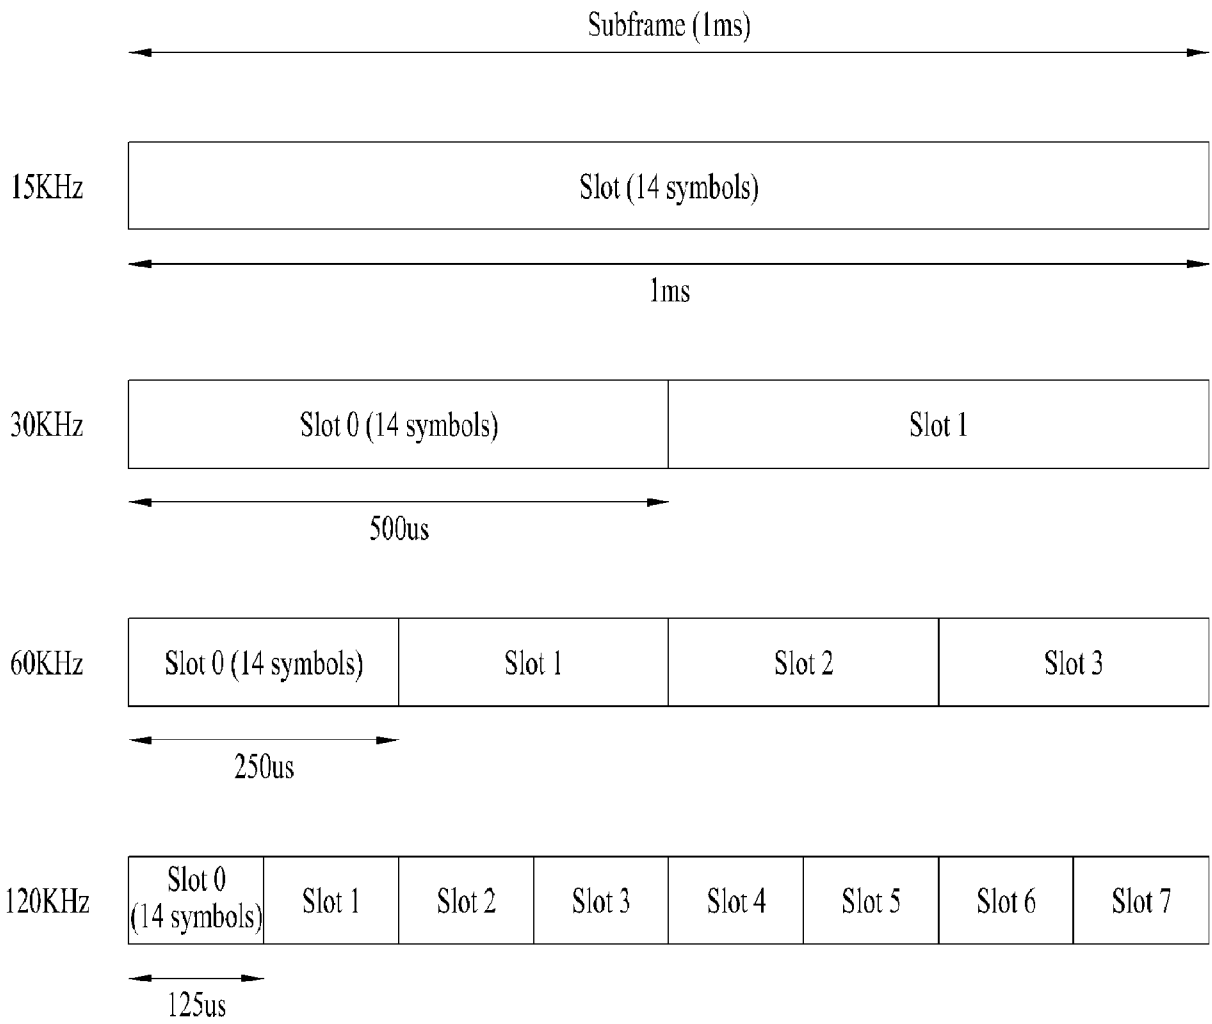 Subframe (1ms)
15KHz
Slot (14 symbols)
1ms
30KHz
Slot 0 (14 symbols)
Slot 1
500us
60KHz
Slot 0 (14 symbols)
Slot 1
Slot 2
Slot 3
250us
120KHz
Slot 0
(14 symbols)
Slot 1
Slot 2
Slot 3
Slot 4
Slot 5
Slot 6
Slot 7
125us